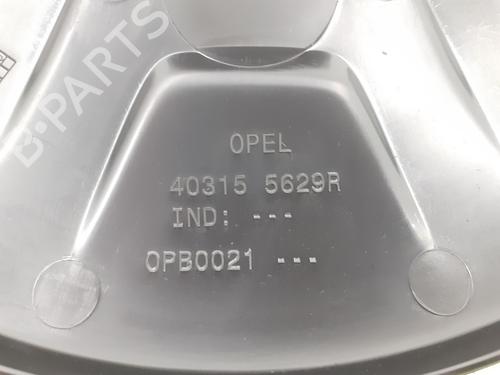 B-PARTS
OPEL
40315 5629R
IND: ---
OPB0021 ---